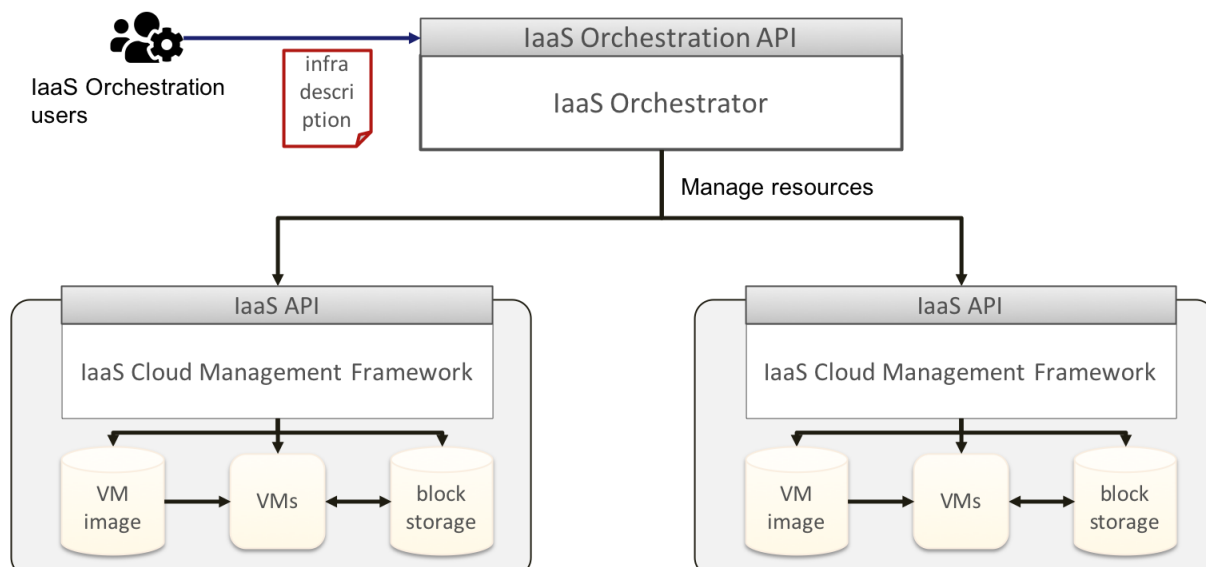 IaaS Orchestration API
IaaS Orchestrator
IaaS Orchestration
users
infra
descri
ption
Manage resources
IaaS API
IaaS Cloud Management Framework
VM
image
VMs
block
storage
IaaS API
IaaS Cloud Management Framework
VM
image
VMs
block
storage